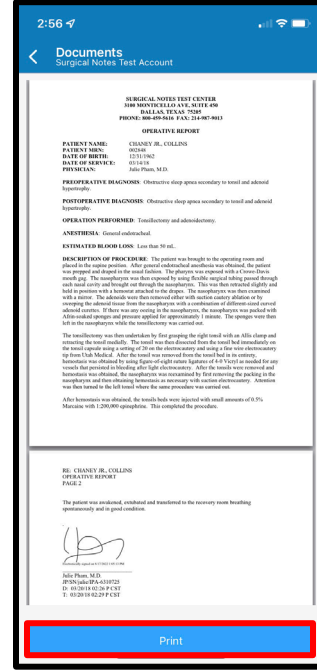 2:56
Documents
Surgical Notes Test Account
SURGICAL NOTES TEST CENTER
3100 MONTICELLO AVE, SUITE 450
DALLAS, TEXAS 75205
PHONE: 800-459-5616 FAX: 214-987-9013
OPERATIVE REPORT
PATIENT NAME: CHANEY JR., COLLINS
PATIENT MRN: 002848
DATE OF BIRTH: 12/31/1962
DATE OF SERVICE: 03/14/18
PHYSICIAN: Julie Pham, M.D.
PREOPERATIVE DIAGNOSIS: Obstructive sleep apnea secondary to tonsil and adenoid
hypertrophy.
POSTOPERATIVE DIAGNOSIS: Obstructive sleep apnea secondary to tonsil and adenoid
hypertrophy.
OPERATION PERFORMED: Tonsillectomy and adenoidectomy.
ANESTHESIA: General endotracheal.
ESTIMATED BLOOD LOSS: Less than 50 mL.
DESCRIPTION OF PROCEDURE: The patient was brought to the operating room and
placed in the supine position. After general endotracheal anesthesia was obtained, the patient
was prepped and draped in the usual fashion. The pharynx was exposed with a Crowe-Davis
mouth gag. The nasopharynx was then exposed by using flexible surgical tubing passed through
each nasal cavity and brought out through the nasopharynx. This was then retracted slightly and
held in position with a hemostat attached to the drapes. The nasopharynx was then examined
with a mirror. The adenoids were then removed either with suction cautery ablation or by
sweeping the adenoid tissue from the nasopharynx with a combination of different-sized curved
adenoid curettes. If there was any oozing in the nasopharynx, the nasopharynx was packed with
Afrin-soaked sponges and pressure applied for approximately 1 minute. The sponges were then
left in the nasopharynx while the tonsillectomy was carried out.
The tonsillectomy was then undertaken by first grasping the right tonsil with an Allis clamp and
retracting the tonsil medially. The tonsil was then dissected from the tonsil bed immediately on
the tonsil capsule using a setting of 20 on the electrocautery and using a fine wire electrocautery
tip from Utah Medical. After the tonsil was removed from the tonsil bed in its entirety,
hemostasis was obtained by using figure-of-eight suture ligatures of 4-0 Vicryl as needed for any
vessels that persisted in bleeding after light electrocautery. After the tonsils were removed and
hemostasis was obtained, the nasopharynx was reexamined by first removing the packing in the
nasopharynx and then obtaining hemostasis as necessary with suction electrocautery. Attention
was then turned to the left tonsil where the same procedure was carried out.
After hemostasis was obtained, the tonsils beds were injected with small amounts of 0.5%
Marcaine with 1:200,000 epinephrine. This completed the procedure.
RE: CHANEY JR., COLLINS
OPERATIVE REPORT
PAGE 2
The patient was awakened, extubated and transferred to the recovery room breathing
spontaneously and in good condition.
Julie Pham, M.D.
D: 03/20/18 02:26 P CST
T: 03/20/18 02:29 P CST
Print